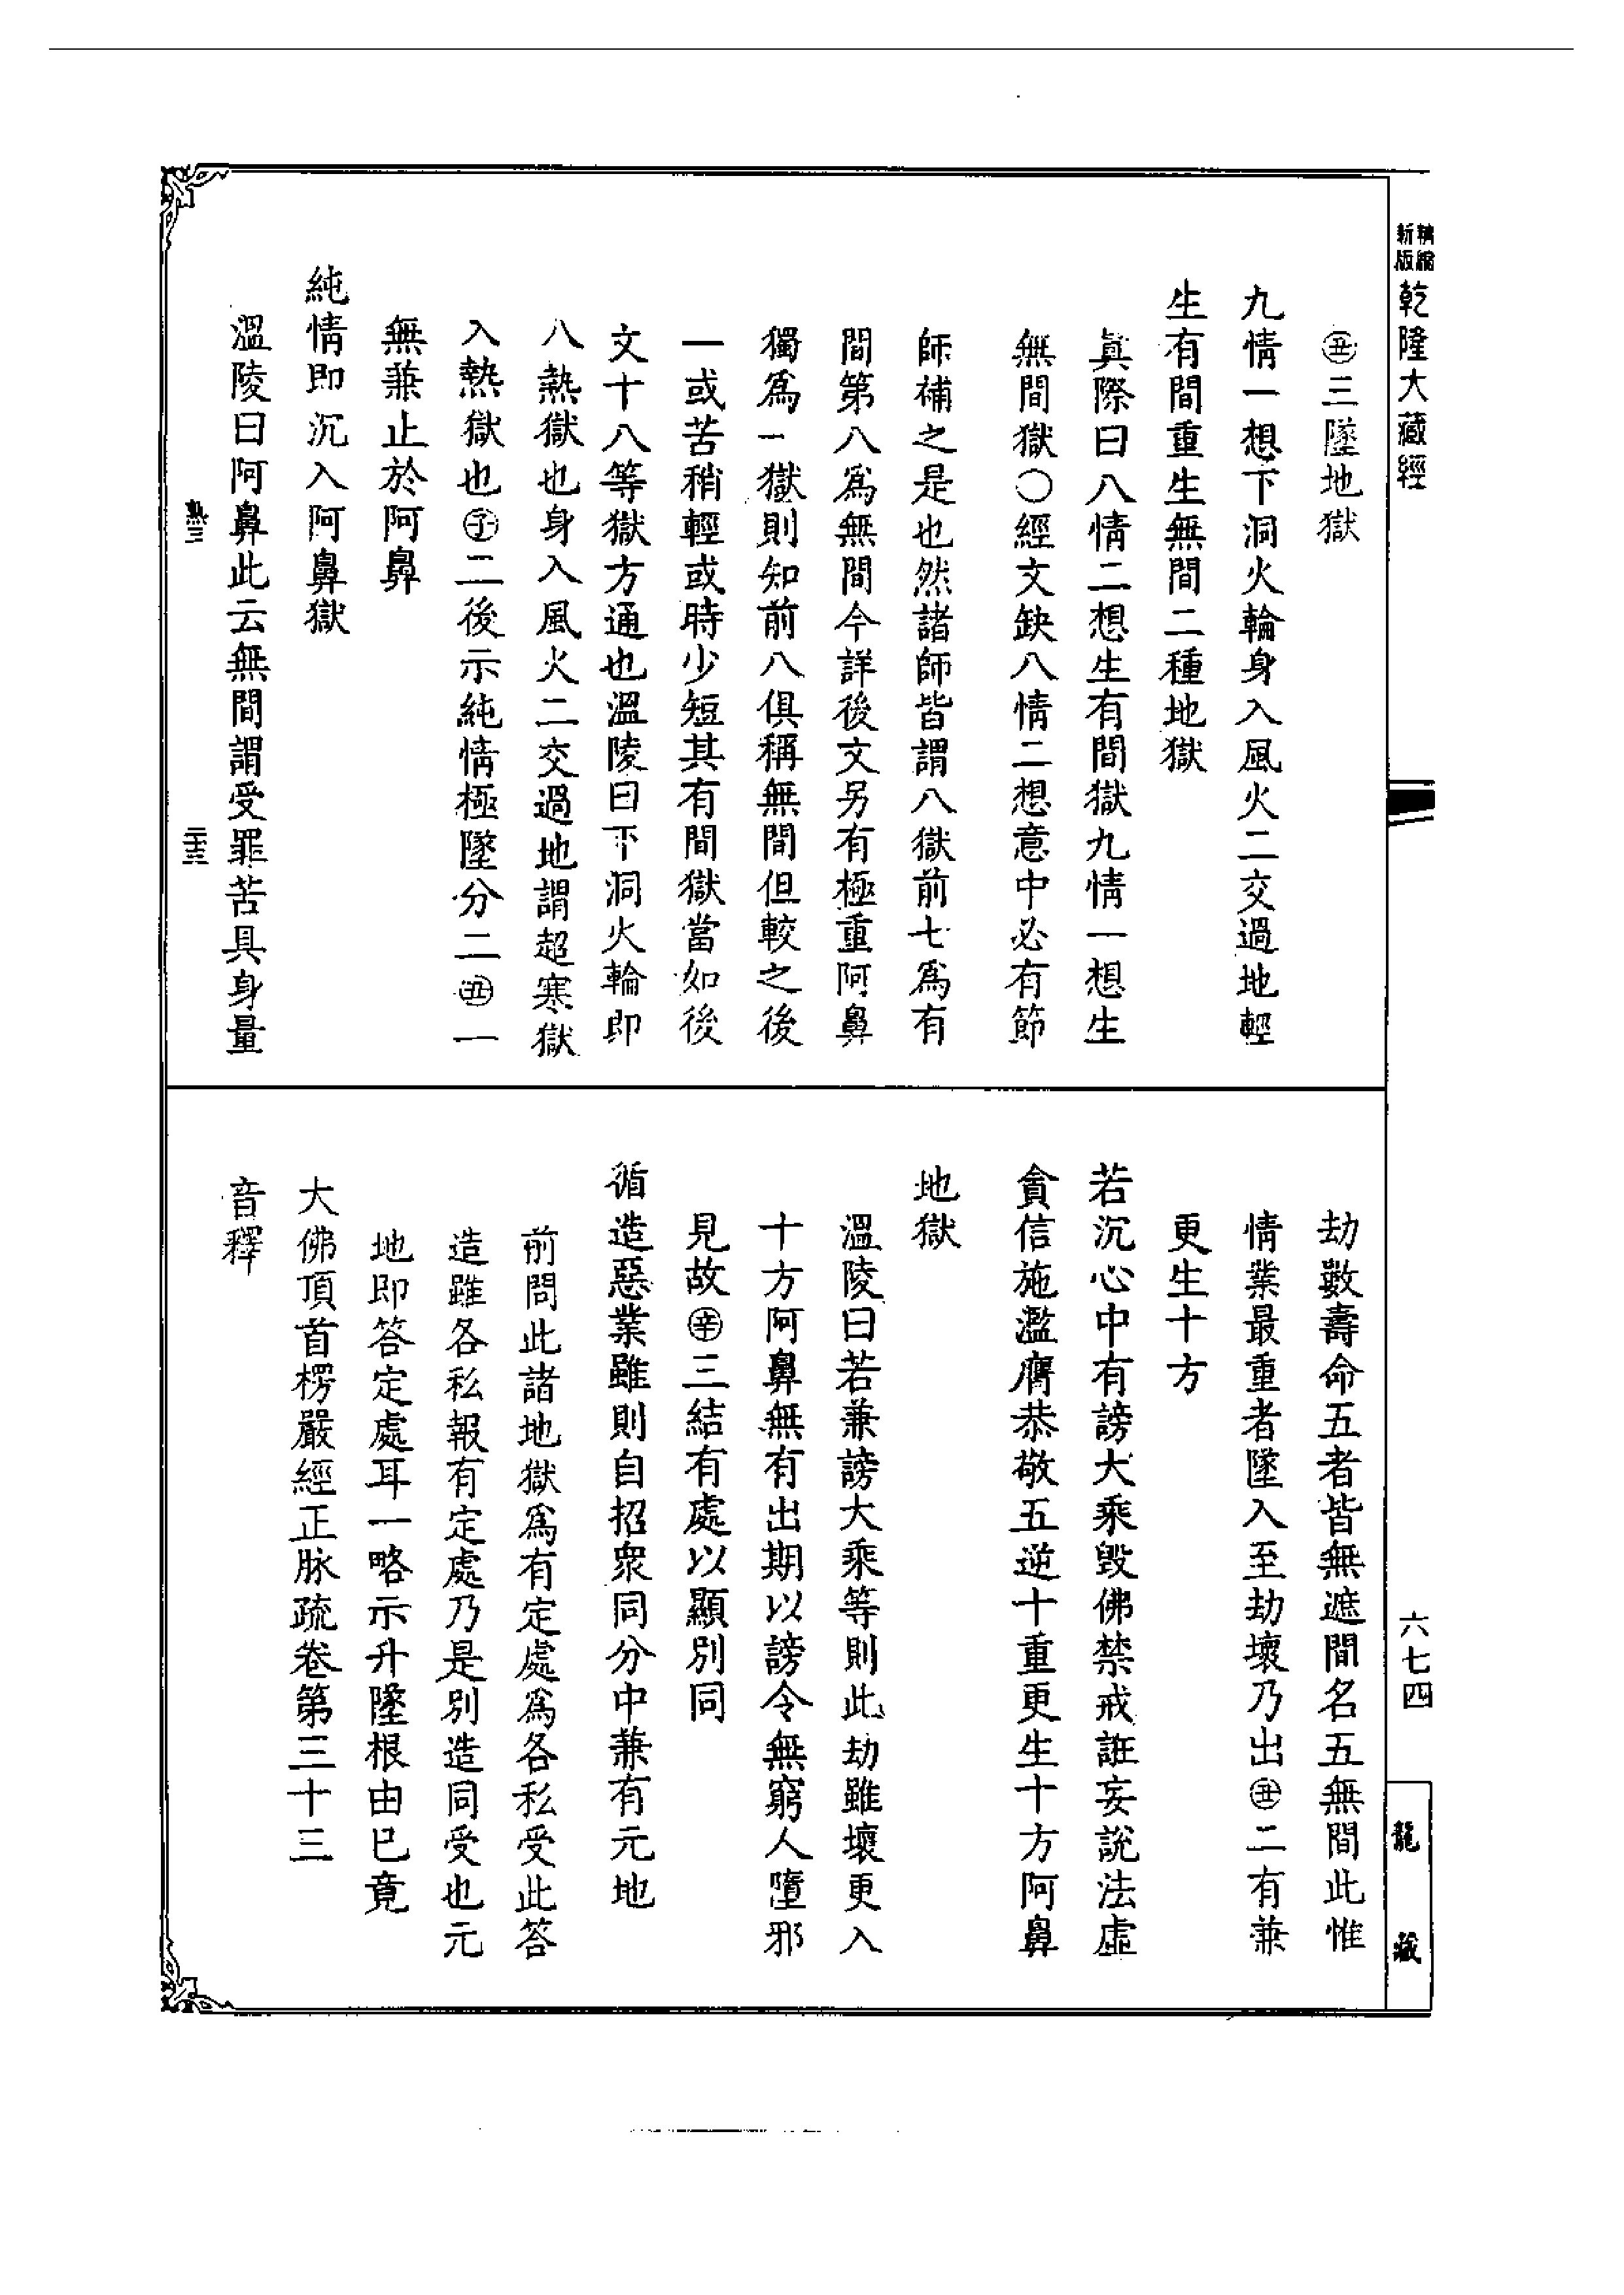 精縮新版乾隆大藏經
㊄三墜地獄
九情一想下洞火輪身入風火二交過地輕
生有間重生無間二種地獄
眞際曰八情二想生有間獄九情一想生
無間獄○經文缺八情二想意中必有節
師補之是也然諸師皆謂八獄前七爲有
間第八爲無間今詳後文另有極重阿鼻
獨爲一獄則知前八俱稱無間但較之後
一或苦稍輕或時少短其有間獄當如後
文十八等獄方通也溫陵曰下洞火輪即
八熱獄也身入風火二交過地謂超寒獄
入熱獄也㊀二後示純情極墜分二㊄一
無兼止於阿鼻
純情即沉入阿鼻獄
溫陵曰阿鼻此云無間謂受罪苦具身量
熟三
三十三
劫數壽命五者皆無遮間名五無間此惟
情業最重者墜入至劫壞乃出㊄二有兼
更生十方
若沉心中有謗大乘毀佛禁戒誑妄說法虛
貪信施濫膺恭敬五逆十重更生十方阿鼻
地獄
溫陵曰若兼謗大乘等則此劫雖壞更入
十方阿鼻無有出期以謗令無窮人墮邪
見故㊛三結有處以顯別同
循造惡業雖則自招衆同分中兼有元地
前問此諸地獄爲有定處爲各私受此答
造雖各私報有定處乃是別造同受也元
地即答定處耳一略示升墜根由已竟
大佛頂首楞嚴經正脉疏卷第三十三
音釋
六七四
龍藏